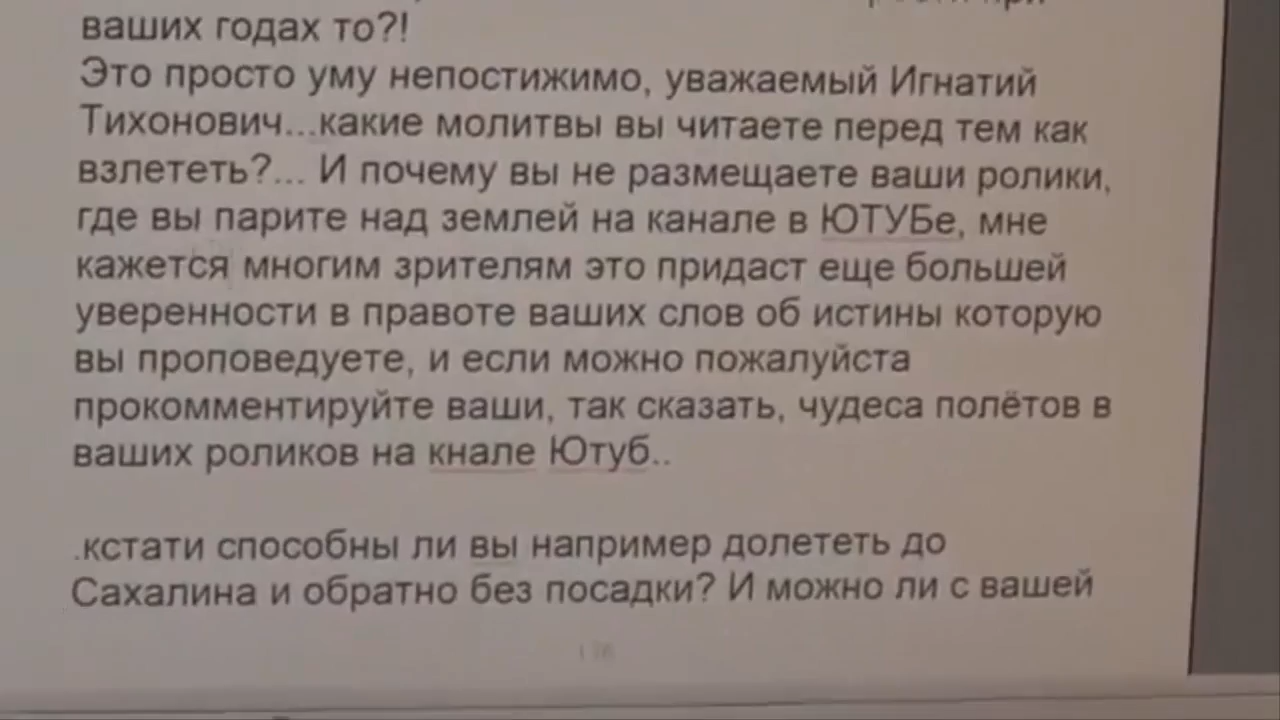 ваших годах то?!
Это просто уму непостижимо, уважаемый Игнатий
Тихонович...какие молитвы вы читаете перед тем как
взлететь?... И почему вы не размещаете ваши ролики,
где вы парите над землей на канале в ЮТУБе, мне
кажется многим зрителям это придаст еще большей
уверенности в правоте ваших слов об истины которую
вы проповедуете, и если можно пожалуйста
прокомментируйте ваши, так сказать, чудеса полётов в
ваших роликов на кнале Ютуб..
.кстати способны ли вы например долететь до
Сахалина и обратно без посадки? И можно ли с вашей